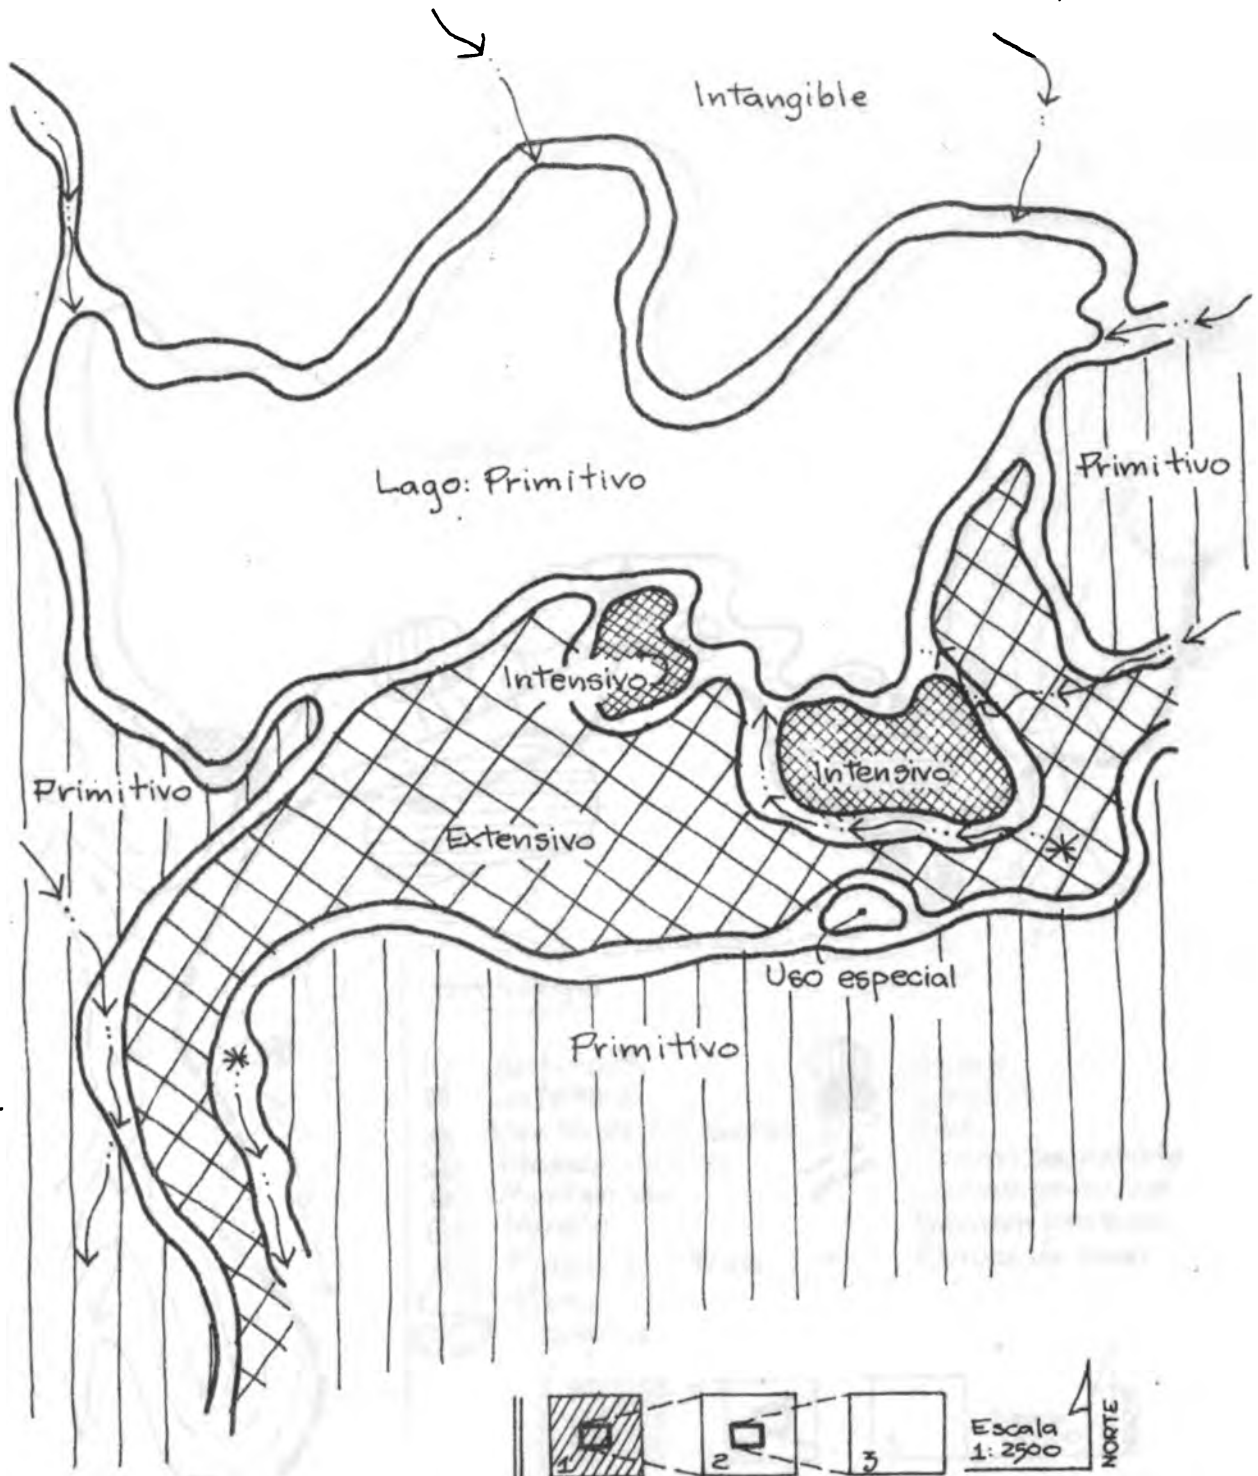 Intangible
Lago: Primitivo
Primitivo
Intensivo
Intensivo
Primitivo
Extensivo
Uso especial
Primitivo
1
2
3
Escala
1:2500
NORTE